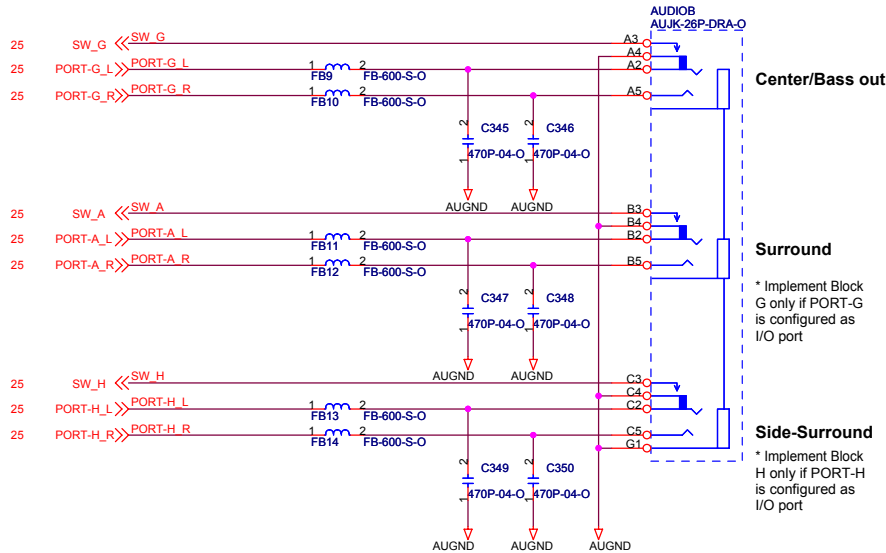 AUDIOB
AUJK-26P-DRA-O
25 SW_G SW_G A3
A4
25 PORT-G_L PORT-G_L 1 2 A2
FB9 FB-600-S-O
Center/Bass out
25 PORT-G_R PORT-G_R 1 2 A5
FB10 FB-600-S-O
2 C345 2 C346
1 470P-04-O 1 470P-04-O
AUGND AUGND
25 SW_A SW_A B3
B4
25 PORT-A_L PORT-A_L 1 2 B2
FB11 FB-600-S-O
Surround
25 PORT-A_R PORT-A_R 1 2 B5
FB12 FB-600-S-O
* Implement Block
G only if PORT-G
is configured as
I/O port
2 C347 2 C348
1 470P-04-O 1 470P-04-O
AUGND AUGND
25 SW_H SW_H C3
C4
25 PORT-H_L PORT-H_L 1 2 C2
FB13 FB-600-S-O
25 PORT-H_R PORT-H_R 1 2 C5
FB14 FB-600-S-O G1
Side-Surround
* Implement Block
H only if PORT-H
is configured as
I/O port
2 C349 2 C350
1 470P-04-O 1 470P-04-O
AUGND AUGND AUGND